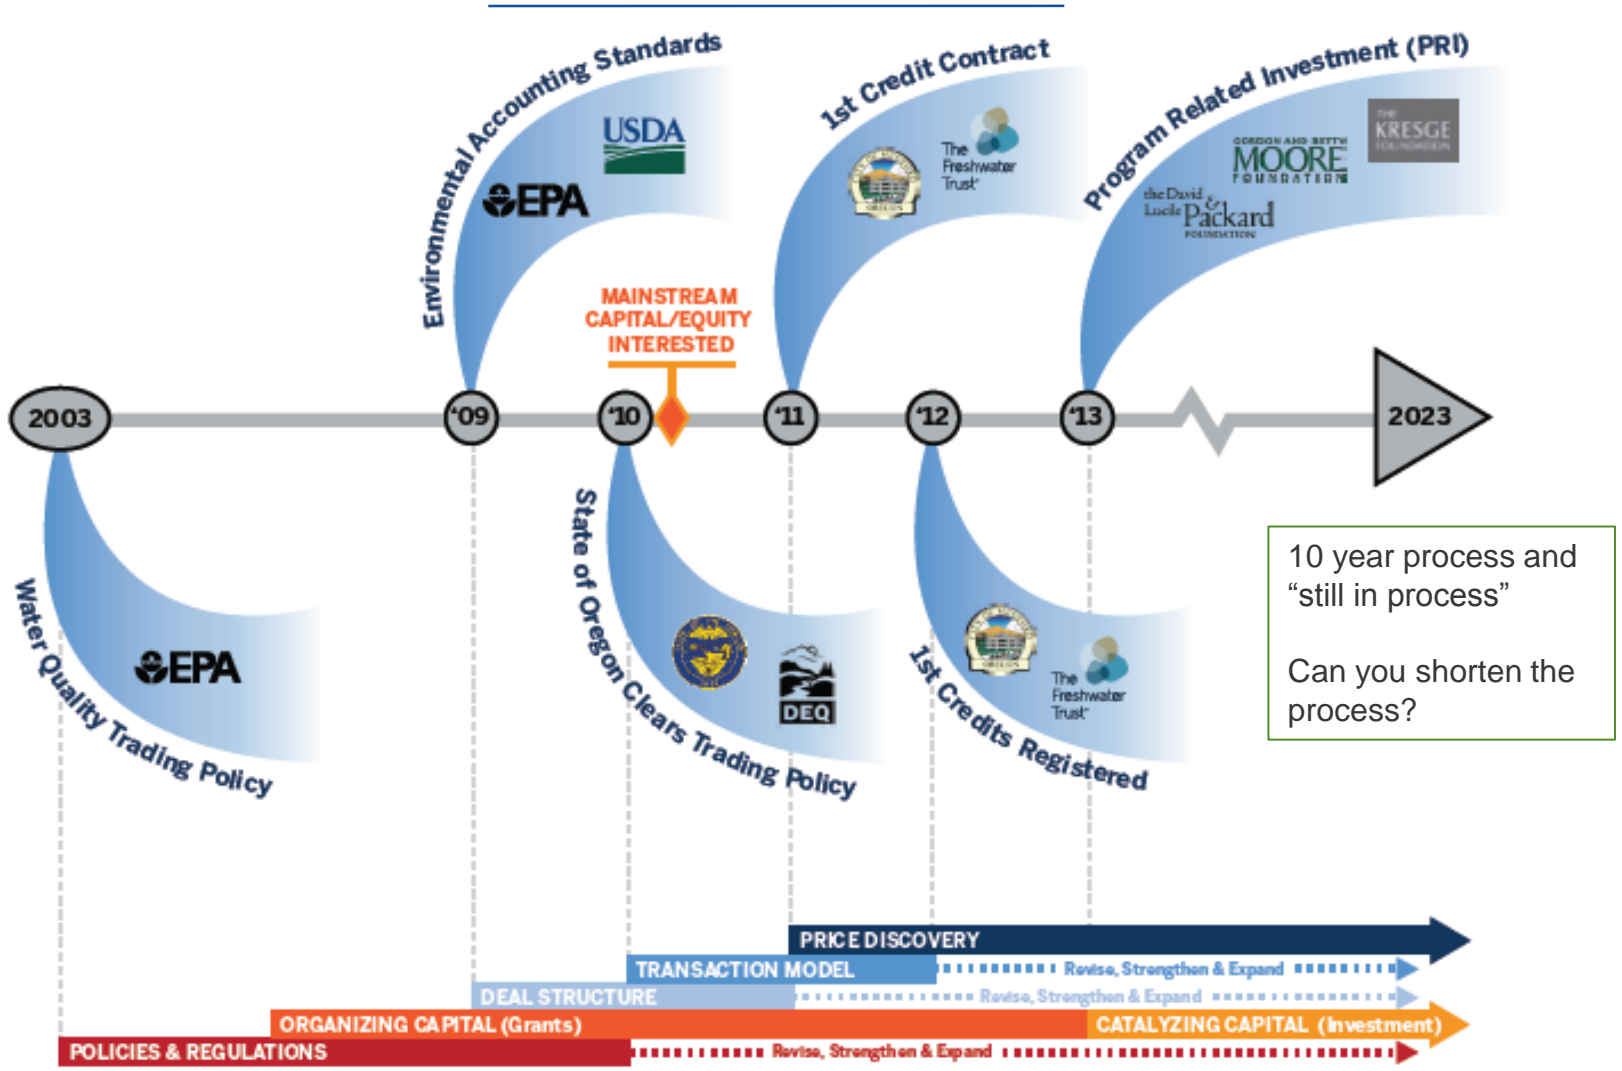 Environmental Accounting Standards
USDA
EPA
1st Credit Contract
The
Freshwater
Trust
OREGON
Program Related Investment (PRI)
THE
KRESGE
FOUNDATION
GORDON AND BETTY
MOORE
FOUNDATION
the David
Lucile & Packard
FOUNDATION
MAINSTREAM
CAPITAL/EQUITY
INTERESTED
2003
‘09
‘10
‘11
‘12
‘13
2023
Water Quality Trading Policy
EPA
State of Oregon Clears Trading Policy
DEQ
1st Credits Registered
OREGON
The
Freshwater
Trust
10 year process and
“still in process”
Can you shorten the
process?
PRICE DISCOVERY
TRANSACTION MODEL
Revise, Strengthen & Expand
DEAL STRUCTURE
Revise, Strengthen & Expand
ORGANIZING CAPITAL (Grants)
CATALYZING CAPITAL (Investment)
POLICIES & REGULATIONS
Revise, Strengthen & Expand